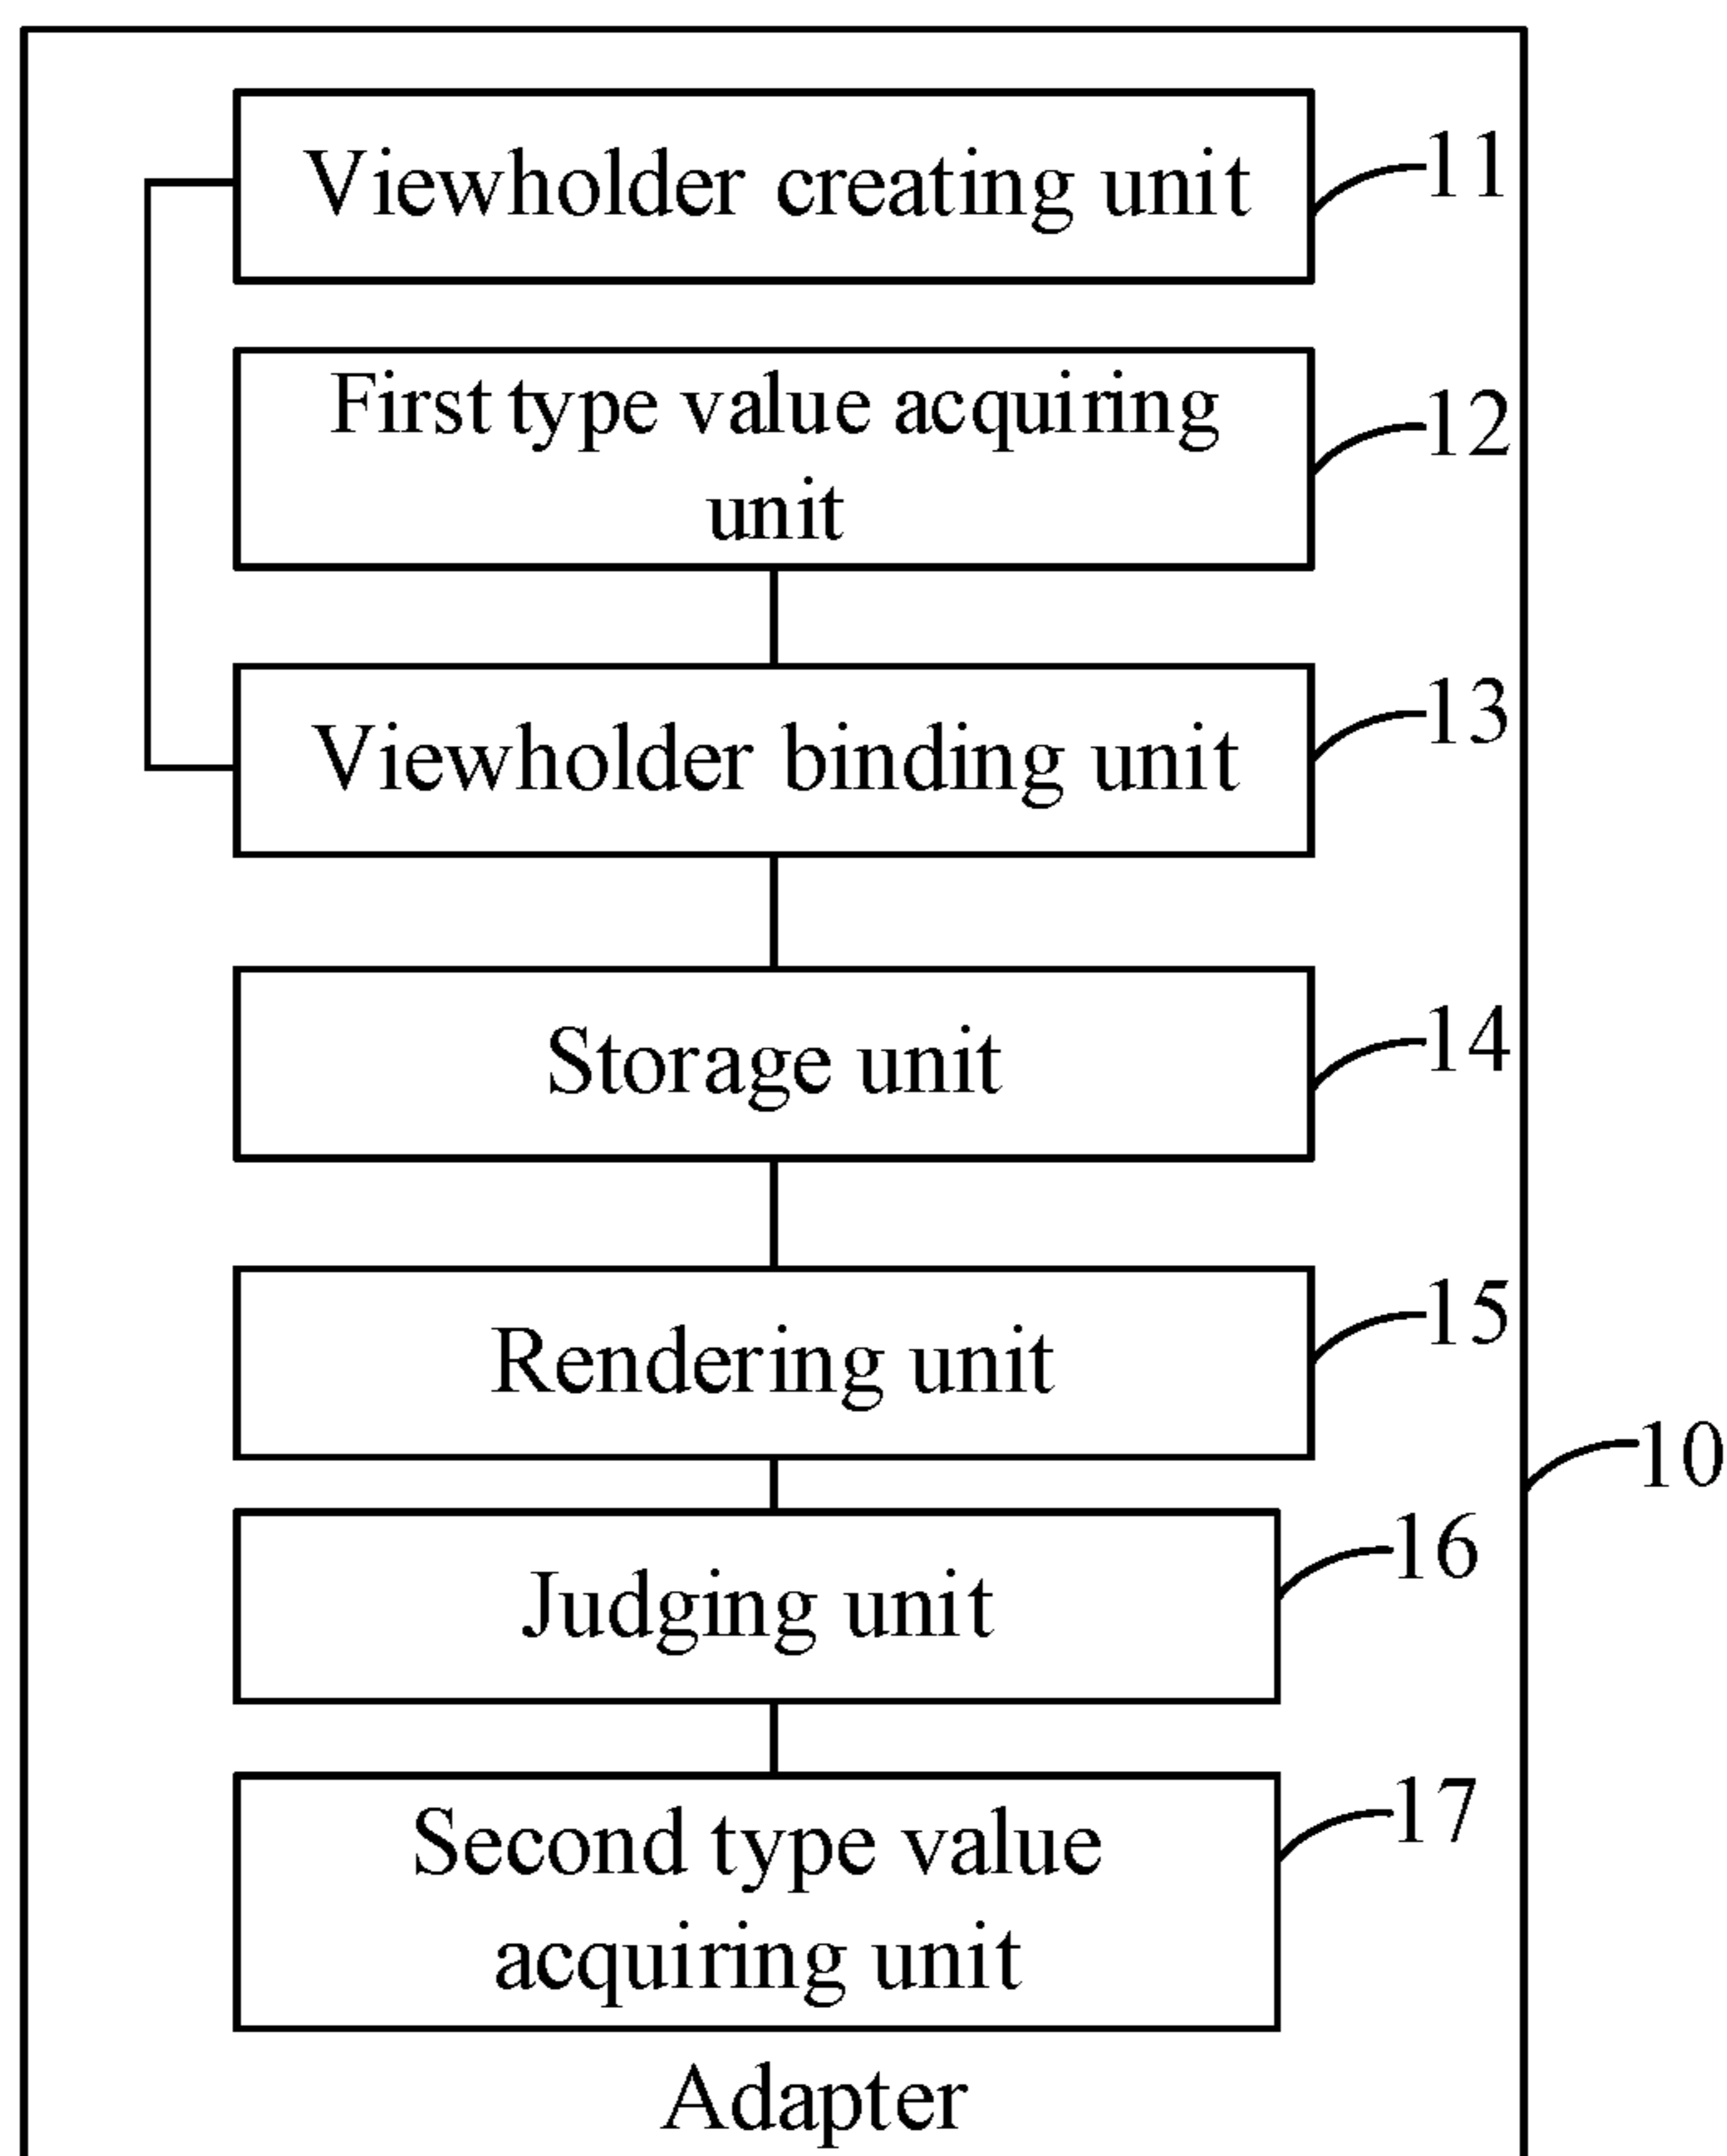 Viewholder creating unit
11
First type value acquiring
unit
12
Viewholder binding unit
13
Storage unit
14
Rendering unit
15
10
Judging unit
16
Second type value
acquiring unit
17
Adapter